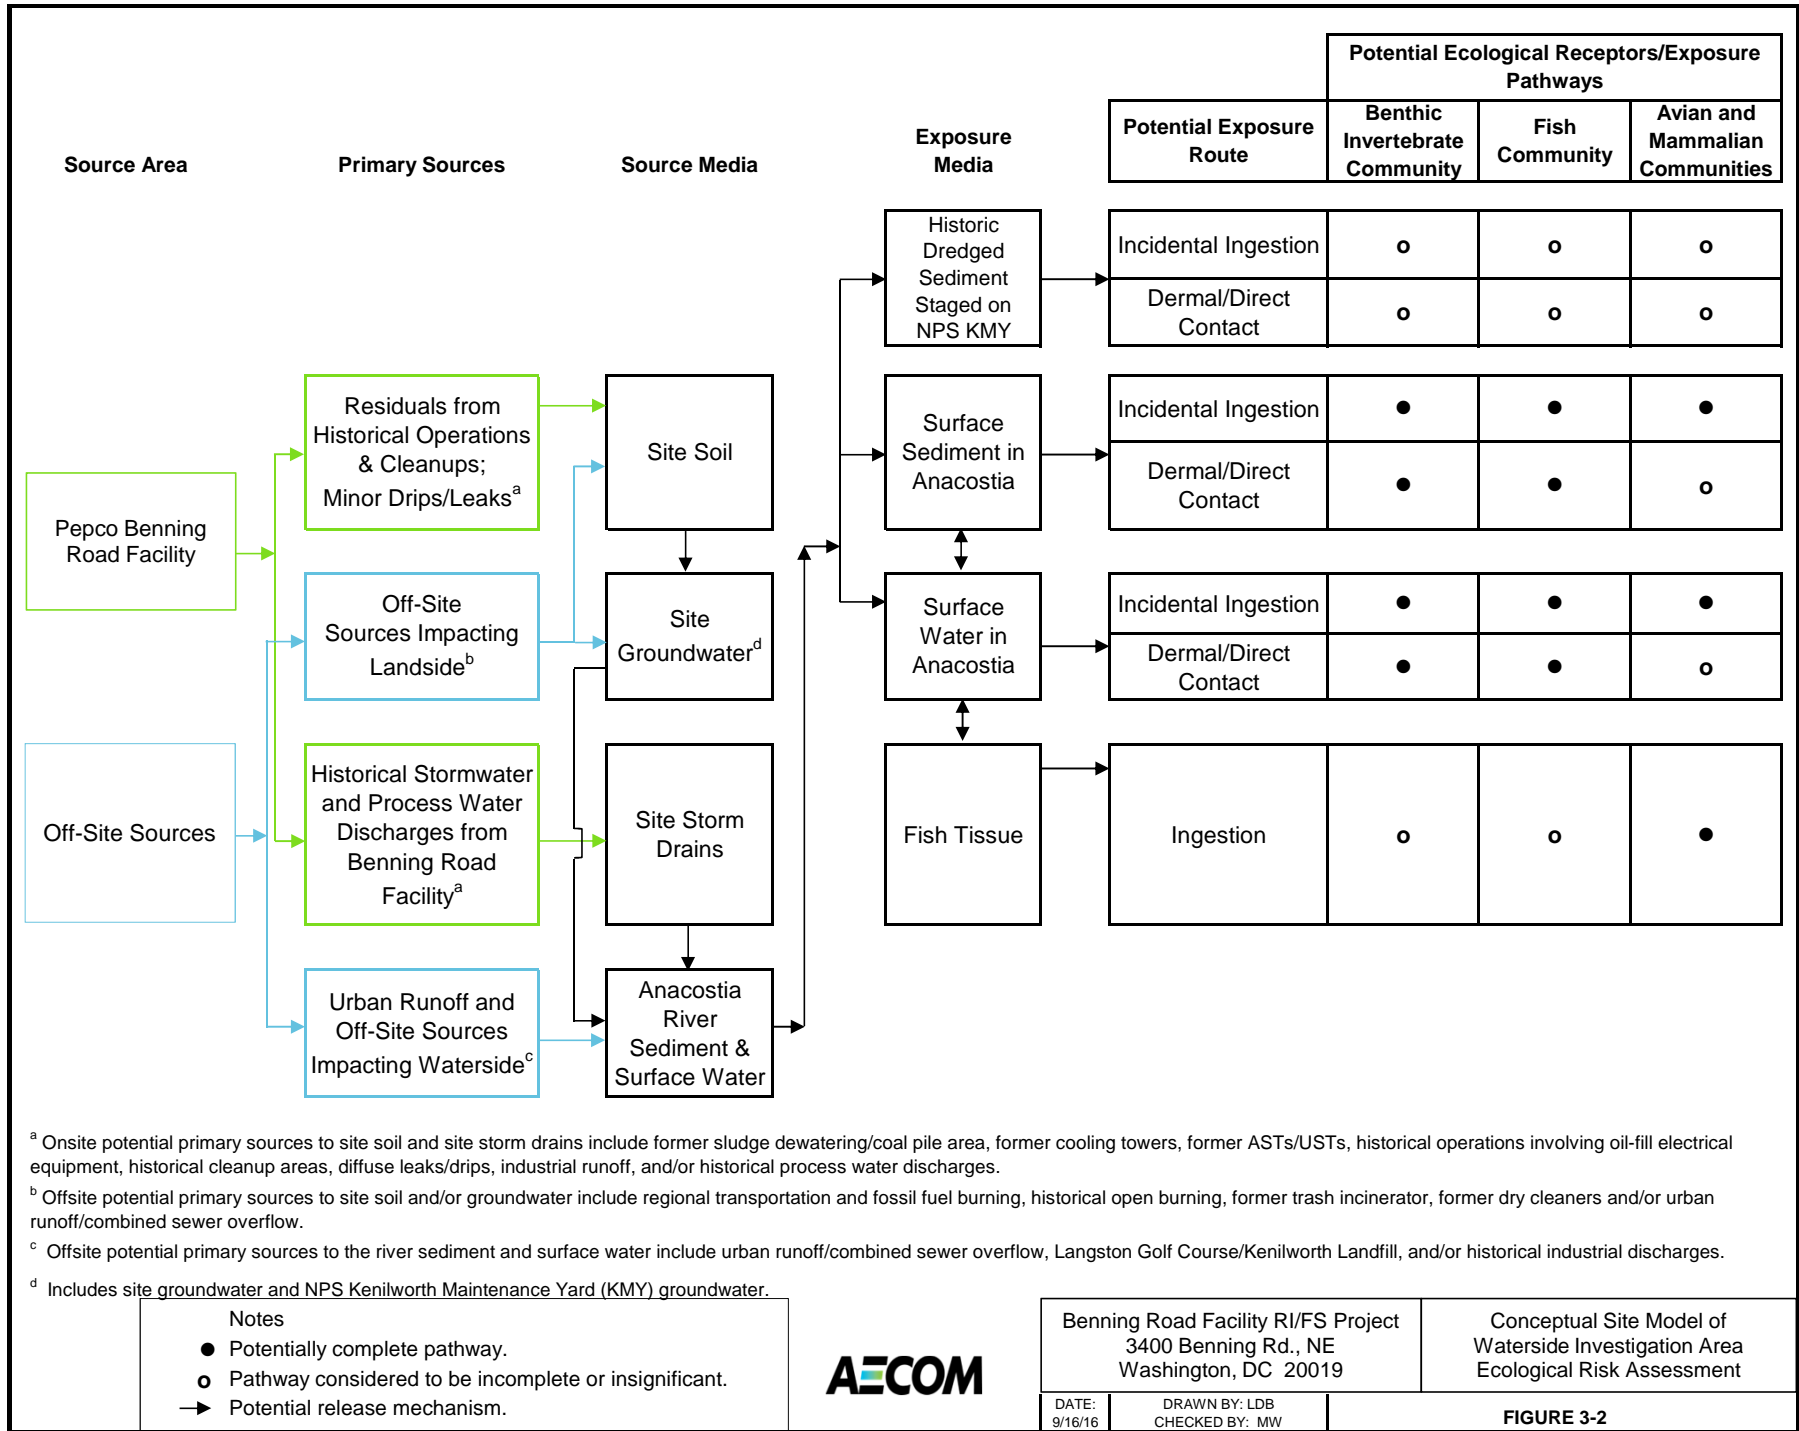 Potential Ecological Receptors/Exposure
Pathways
Source Area
Primary Sources
Source Media
Exposure
Media
Potential Exposure
Route
Benthic
Invertebrate
Community
Fish
Community
Avian and
Mammalian
Communities
Historic
Dredged
Sediment
Staged on
NPS KMY
Incidental Ingestion
o o o
Dermal/Direct
Contact
o o o
Pepco Benning
Road Facility
Residuals from
Historical Operations
& Cleanups;
Minor Drips/Leaks^a
Site Soil
Surface
Sediment in
Anacostia
Incidental Ingestion
● ● ●
Dermal/Direct
Contact
● ● o
Off-Site
Sources Impacting
Landside^b
Site
Groundwater^d
Surface
Water in
Anacostia
Incidental Ingestion
● ● ●
Dermal/Direct
Contact
● ● o
Off-Site Sources
Historical Stormwater
and Process Water
Discharges from
Benning Road
Facility^a
Site Storm
Drains
Fish Tissue
Ingestion
o o ●
Urban Runoff and
Off-Site Sources
Impacting Waterside^c
Anacostia
River
Sediment &
Surface Water
^a Onsite potential primary sources to site soil and site storm drains include former sludge dewatering/coal pile area, former cooling towers, former ASTs/USTs, historical operations involving oil-fill electrical
equipment, historical cleanup areas, diffuse leaks/drips, industrial runoff, and/or historical process water discharges.
^b Offsite potential primary sources to site soil and/or groundwater include regional transportation and fossil fuel burning, historical open burning, former trash incinerator, former dry cleaners and/or urban
runoff/combined sewer overflow.
^c Offsite potential primary sources to the river sediment and surface water include urban runoff/combined sewer overflow, Langston Golf Course/Kenilworth Landfill, and/or historical industrial discharges.
^d Includes site groundwater and NPS Kenilworth Maintenance Yard (KMY) groundwater.
Notes
● Potentially complete pathway.
o Pathway considered to be incomplete or insignificant.
→ Potential release mechanism.
AECOM
Benning Road Facility RI/FS Project
3400 Benning Rd., NE
Washington, DC 20019
Conceptual Site Model of
Waterside Investigation Area
Ecological Risk Assessment
DATE:
9/16/16
DRAWN BY: LDB
CHECKED BY: MW
FIGURE 3-2